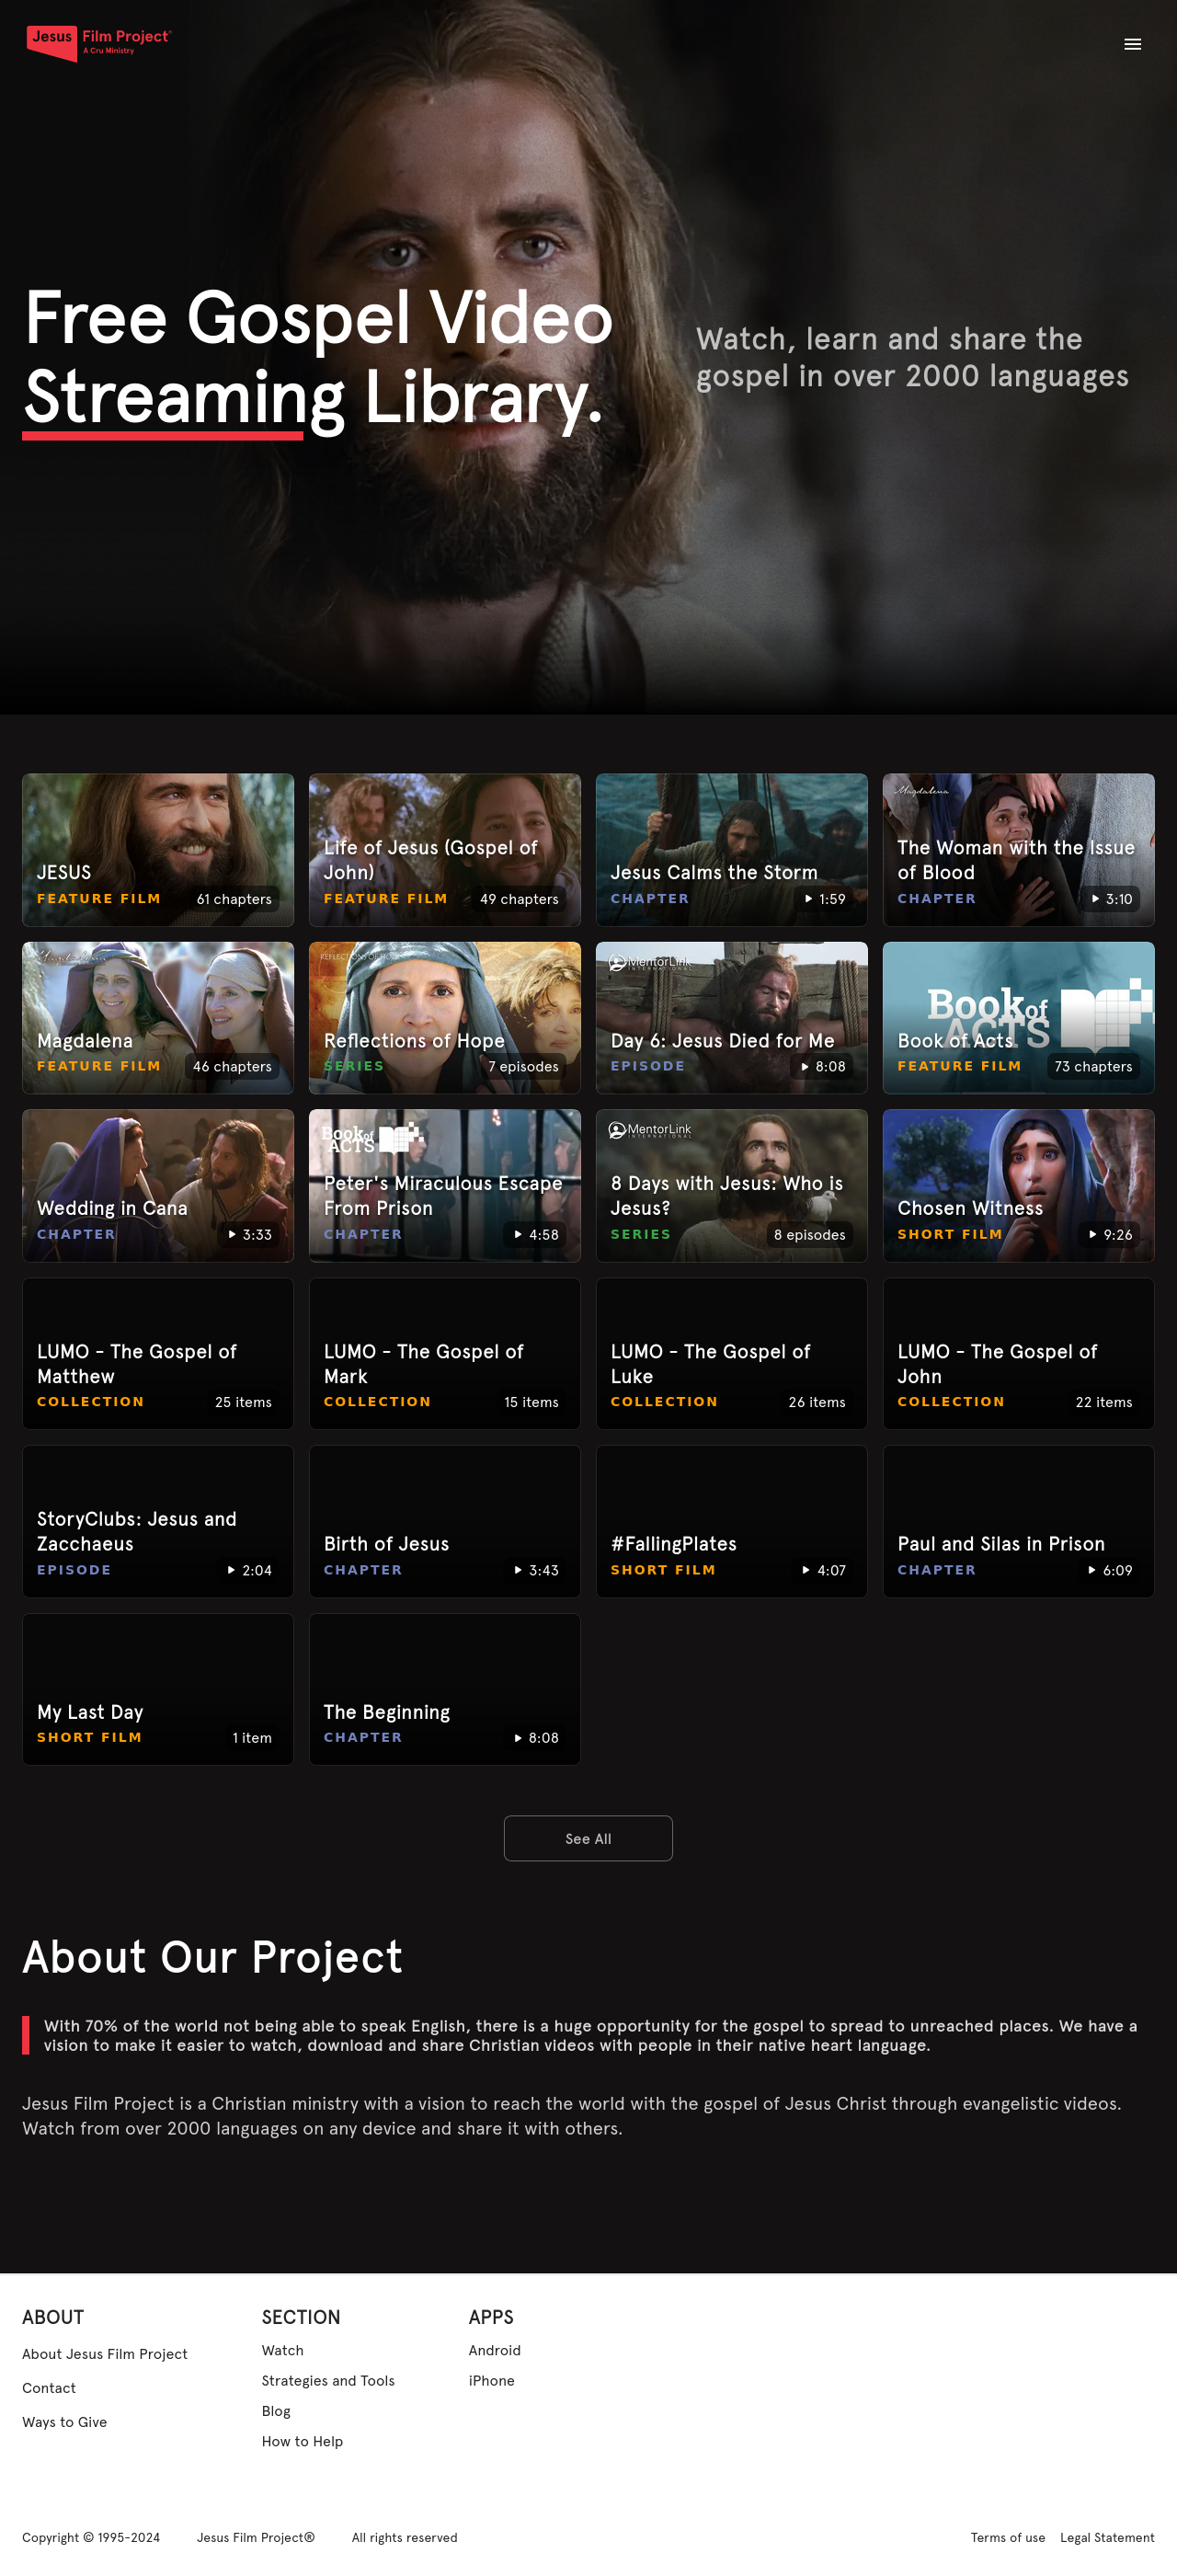 Jesus Film Project®
A Cru Ministry
Free Gospel Video
Streaming Library.
Watch, learn and share the
gospel in over 2000 languages
JESUS
FEATURE FILM
61 chapters
Life of Jesus (Gospel of
John)
FEATURE FILM
49 chapters
Jesus Calms the Storm
CHAPTER
1:59
Magdalena
The Woman with the Issue
of Blood
CHAPTER
3:10
Magdalena
FEATURE FILM
46 chapters
REFLECTIONS OF HOPE
Reflections of Hope
SERIES
7 episodes
MentorLink
INTERNATIONAL
Day 6: Jesus Died for Me
EPISODE
8:08
Book of
ACTS
Book of Acts
FEATURE FILM
73 chapters
Wedding in Cana
CHAPTER
3:33
Book of
ACTS
Peter's Miraculous Escape
From Prison
CHAPTER
4:58
MentorLink
INTERNATIONAL
8 Days with Jesus: Who is
Jesus?
SERIES
8 episodes
Chosen Witness
SHORT FILM
9:26
LUMO - The Gospel of
Matthew
COLLECTION
25 items
LUMO - The Gospel of
Mark
COLLECTION
15 items
LUMO - The Gospel of
Luke
COLLECTION
26 items
LUMO - The Gospel of
John
COLLECTION
22 items
StoryClubs: Jesus and
Zacchaeus
EPISODE
2:04
Birth of Jesus
CHAPTER
3:43
#FallingPlates
SHORT FILM
4:07
Paul and Silas in Prison
CHAPTER
6:09
My Last Day
SHORT FILM
1 item
The Beginning
CHAPTER
8:08
See All
About Our Project
With 70% of the world not being able to speak English, there is a huge opportunity for the gospel to spread to unreached places. We have a
vision to make it easier to watch, download and share Christian videos with people in their native heart language.
Jesus Film Project is a Christian ministry with a vision to reach the world with the gospel of Jesus Christ through evangelistic videos.
Watch from over 2000 languages on any device and share it with others.
ABOUT
About Jesus Film Project
Contact
Ways to Give
SECTION
Watch
Strategies and Tools
Blog
How to Help
APPS
Android
iPhone
Copyright © 1995-2024
Jesus Film Project®
All rights reserved
Terms of use
Legal Statement